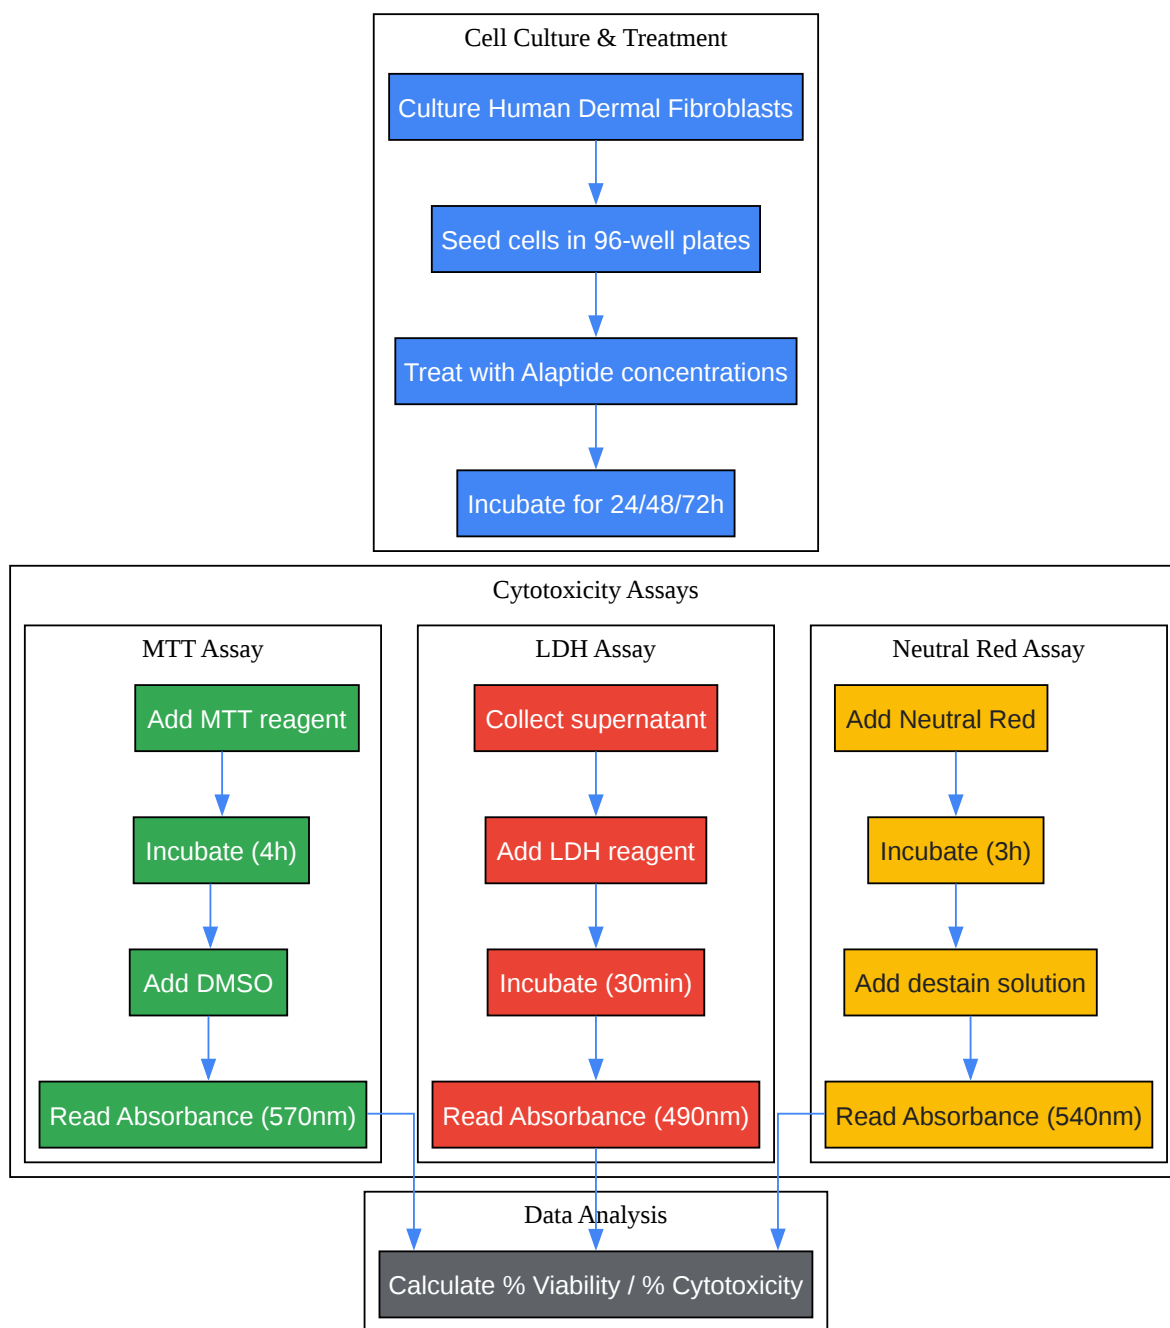 Cell Culture & Treatment
Culture Human Dermal Fibroblasts
Seed cells in 96-well plates
Treat with Alaptide concentrations
Incubate for 24/48/72h
Cytotoxicity Assays
MTT Assay
Add MTT reagent
Incubate (4h)
Add DMSO
Read Absorbance (570nm)
LDH Assay
Collect supernatant
Add LDH reagent
Incubate (30min)
Read Absorbance (490nm)
Neutral Red Assay
Add Neutral Red
Incubate (3h)
Add destain solution
Read Absorbance (540nm)
Data Analysis
Calculate % Viability / % Cytotoxicity